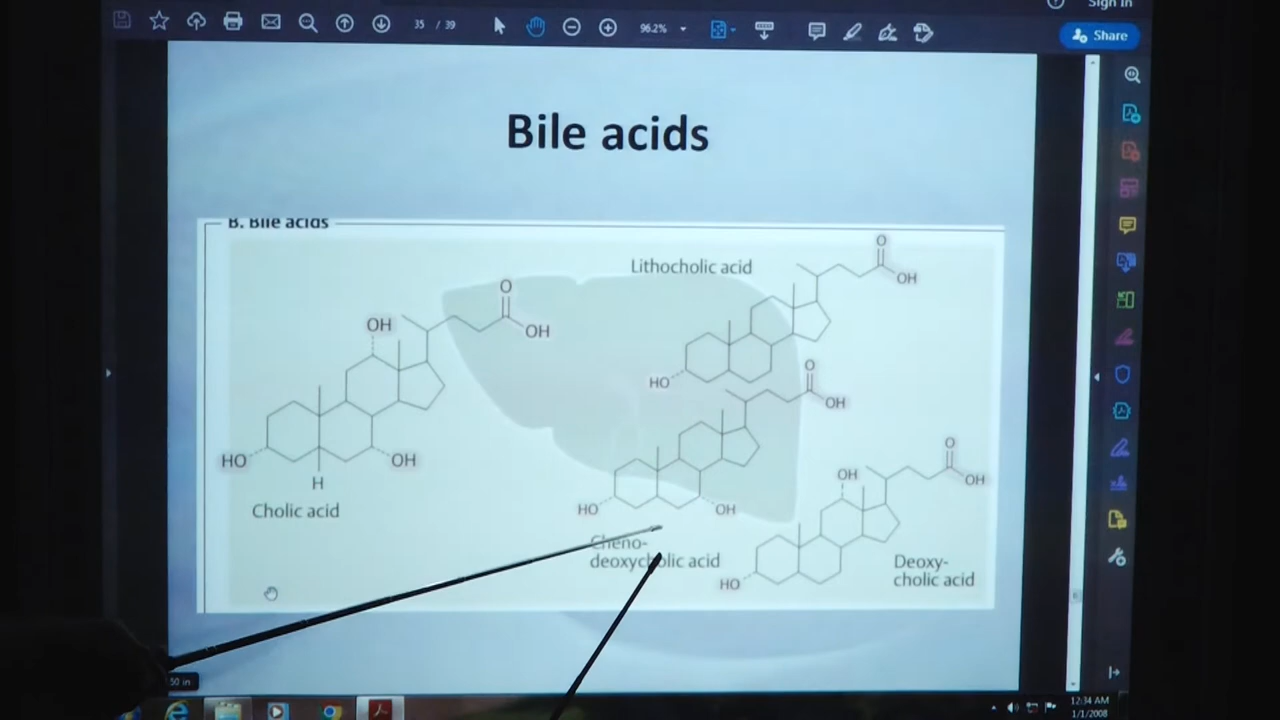 Sign In
35 / 39
96.2%
Share
Bile acids
B. Bile acids
Lithocholic acid
O
OH
HO
OH
O
OH
HO
OH
H
Cholic acid
O
OH
HO
OH
Cheno-
deoxycholic acid
OH
O
OH
HO
Deoxy-
cholic acid
50 in
12:34 AM
1/1/2008